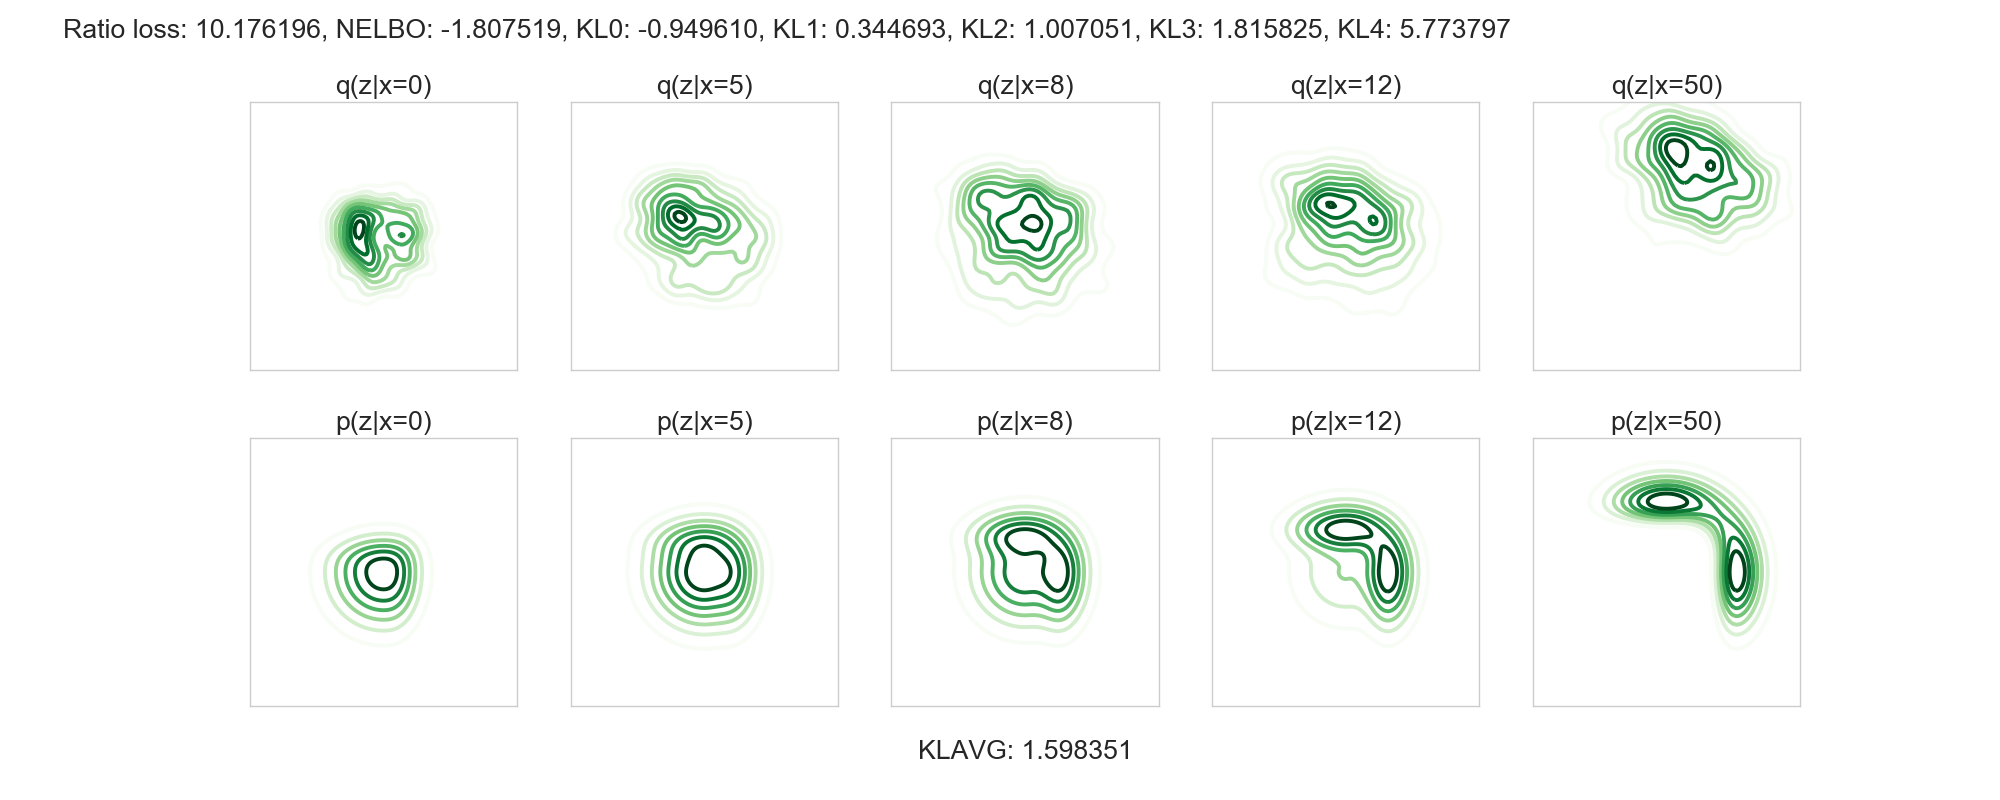 Ratio loss: 10.176196, NELBO: -1.807519, KL0: -0.949610, KL1: 0.344693, KL2: 1.007051, KL3: 1.815825, KL4: 5.773797
q(z|x=0) q(z|x=5) q(z|x=8) q(z|x=12) q(z|x=50)
p(z|x=0) p(z|x=5) p(z|x=8) p(z|x=12) p(z|x=50)
KLAVG: 1.598351